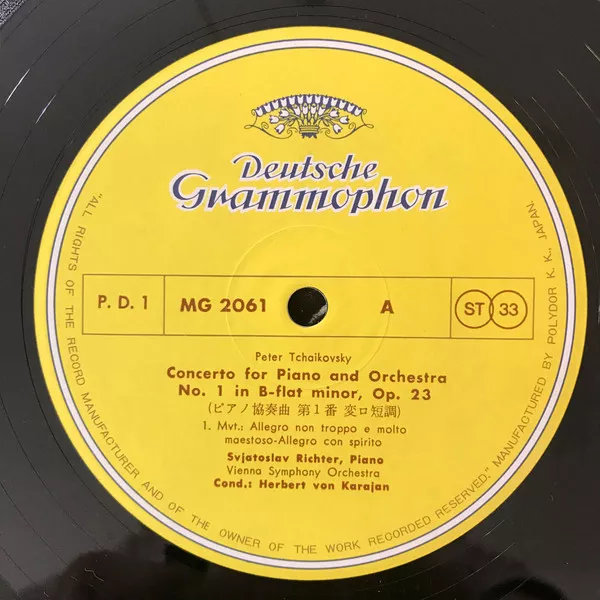 Deutsche
Grammophon
P. D. 1
MG 2061
A
ST 33
Peter Tchaikovsky
Concerto for Piano and Orchestra
No. 1 in B-flat minor, Op. 23
(ピアノ協奏曲 第1番 変ロ短調)
1. Mvt.: Allegro non troppo e molto
maestoso-Allegro con spirito
Svjatoslav Richter, Piano
Vienna Symphony Orchestra
Cond.: Herbert von Karajan
"ALL RIGHTS OF THE RECORD MANUFACTURER AND OF THE OWNER OF THE WORK RECORDED RESERVED." MANUFACTURED BY POLYDOR K. K., JAPAN.